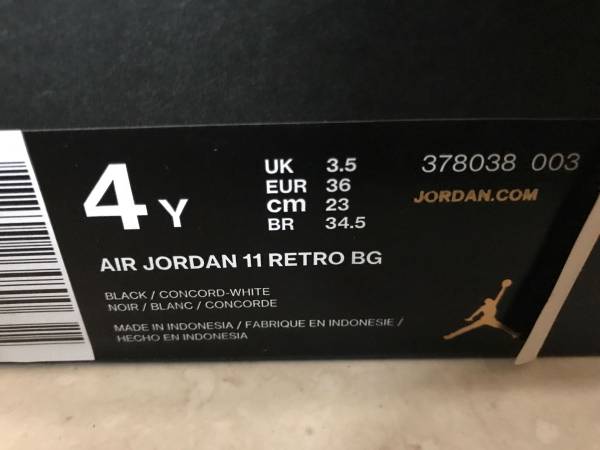 4 Y
UK 3.5
EUR 36
cm 23
BR 34.5
378038 003
JORDAN.COM
AIR JORDAN 11 RETRO BG
BLACK / CONCORD-WHITE
NOIR / BLANC / CONCORDE
MADE IN INDONESIA / FABRIQUE EN INDONESIE /
HECHO EN INDONESIA